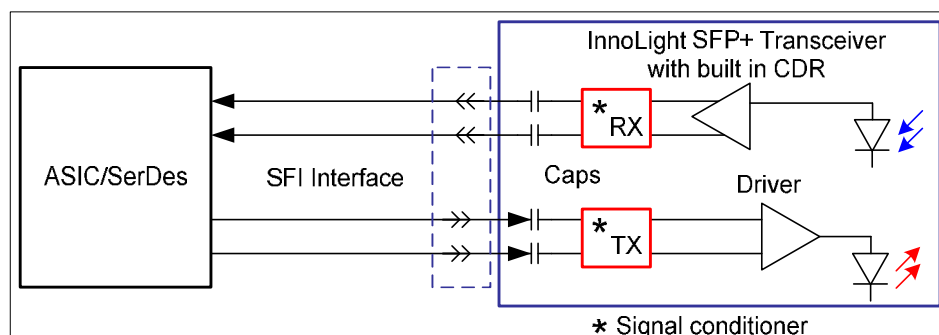 InnoLight SFP+ Transceiver
with built in CDR
* RX
ASIC/SerDes
SFI Interface
Caps
Driver
* TX
* Signal conditioner